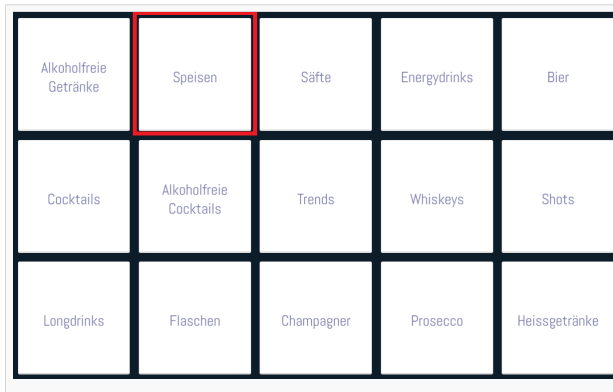 Alkoholfreie
Getränke
Speisen
Säfte
Energydrinks
Bier
Cocktails
Alkoholfreie
Cocktails
Trends
Whiskeys
Shots
Longdrinks
Flaschen
Champagner
Prosecco
Heissgetränke